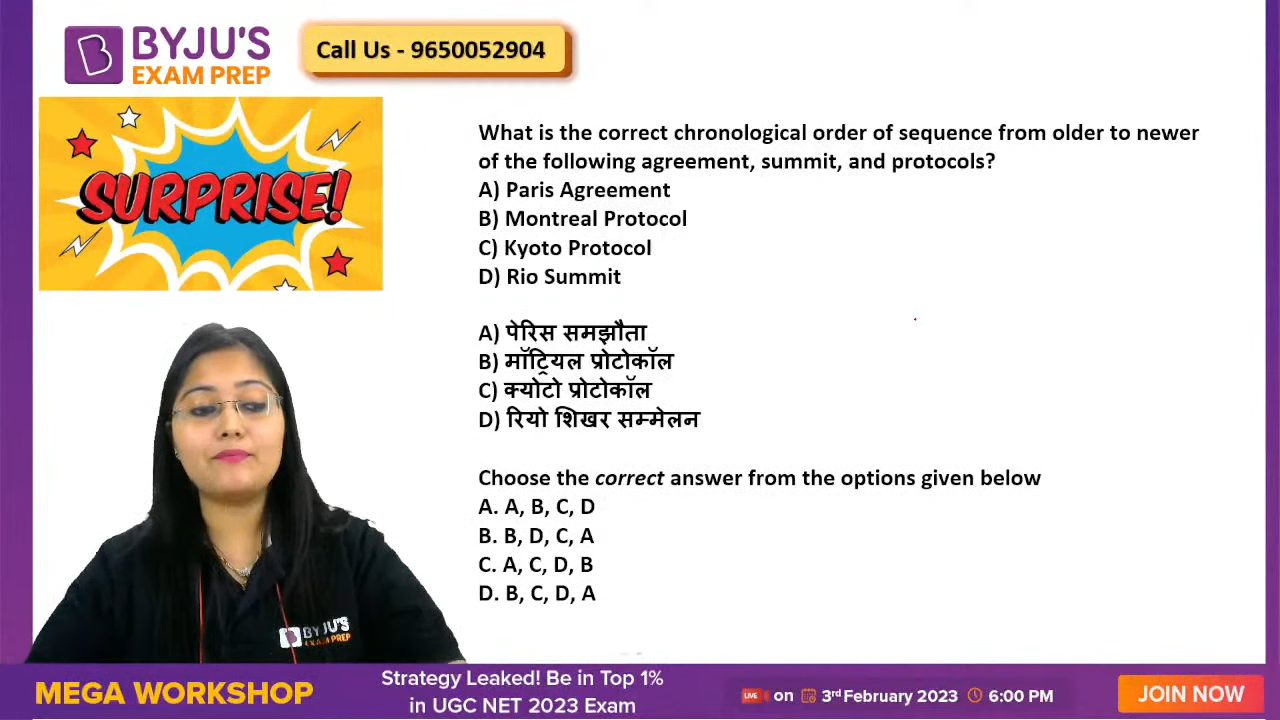 BYJU'S
EXAM PREP
Call Us - 9650052904
SURPRISE!
What is the correct chronological order of sequence from older to newer
of the following agreement, summit, and protocols?
A) Paris Agreement
B) Montreal Protocol
C) Kyoto Protocol
D) Rio Summit
A) पेरिस समझौता
B) मॉट्रियल प्रोटोकॉल
C) क्योटो प्रोटोकॉल
D) रियो शिखर सम्मेलन
Choose the correct answer from the options given below
A. A, B, C, D
B. B, D, C, A
C. A, C, D, B
D. B, C, D, A
BYJU'S
EXAM PREP
MEGA WORKSHOP
Strategy Leaked! Be in Top 1%
in UGC NET 2023 Exam
LIVE on 3rd February 2023 6:00 PM
JOIN NOW